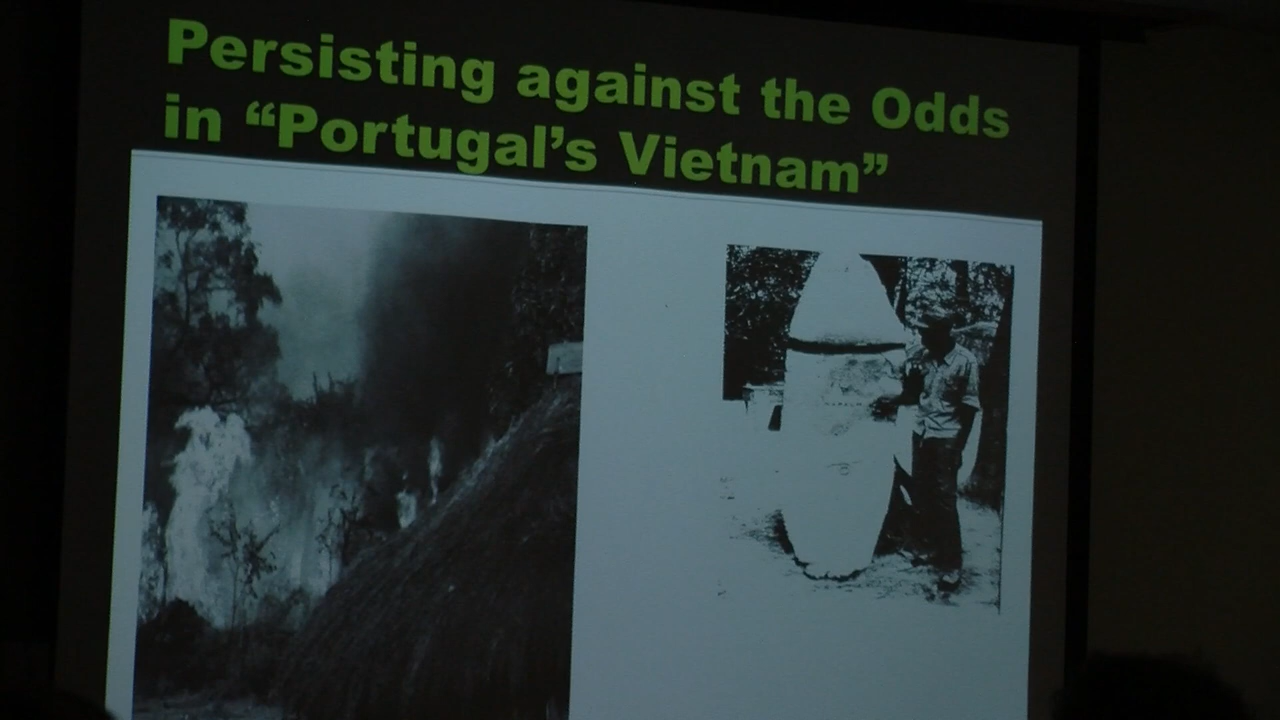 Persisting against the Odds
in “Portugal’s Vietnam”